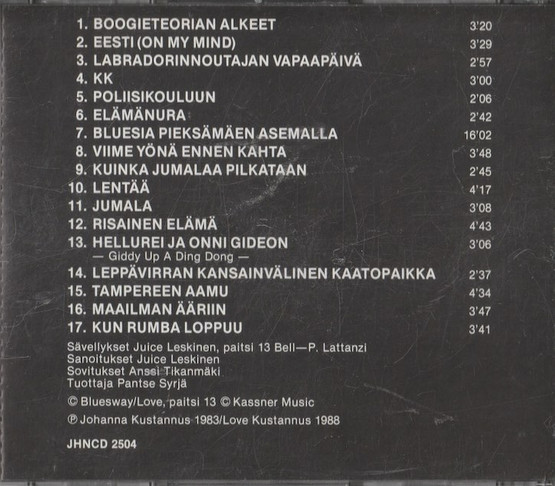 1. BOOGIETEORIAN ALKEET 3'20
2. EESTI (ON MY MIND) 3'29
3. LABRADORINNOUTAJAN VAPAAPÄIVÄ 2'57
4. KK 3'00
5. POLIISIKOULUUN 2'06
6. ELÄMÄNURA 2'42
7. BLUESIA PIEKSÄMÄEN ASEMALLA 16'02
8. VIIME YÖNÄ ENNEN KAHTA 3'48
9. KUINKA JUMALAA PILKATAAN 2'45
10. LENTÄÄ 4'17
11. JUMALA 3'08
12. RISAINEN ELÄMÄ 4'43
13. HELLUREI JA ONNI GIDEON 3'06
— Giddy Up A Ding Dong —
14. LEPPÄVIRRAN KANSAINVÄLINEN KAATOPAIKKA 2'37
15. TAMPEREEN AAMU 4'34
16. MAAILMAN ÄÄRIIN 3'47
17. KUN RUMBA LOPPUU 3'41
Sävellykset Juice Leskinen, paitsi 13 Bell—P. Lattanzi
Sanoitukset Juice Leskinen
Sovitukset Anssi Tikanmäki
Tuottaja Pantse Syrjä
© Bluesway/Love, paitsi 13 © Kassner Music
℗ Johanna Kustannus 1983/Love Kustannus 1988
JHNCD 2504